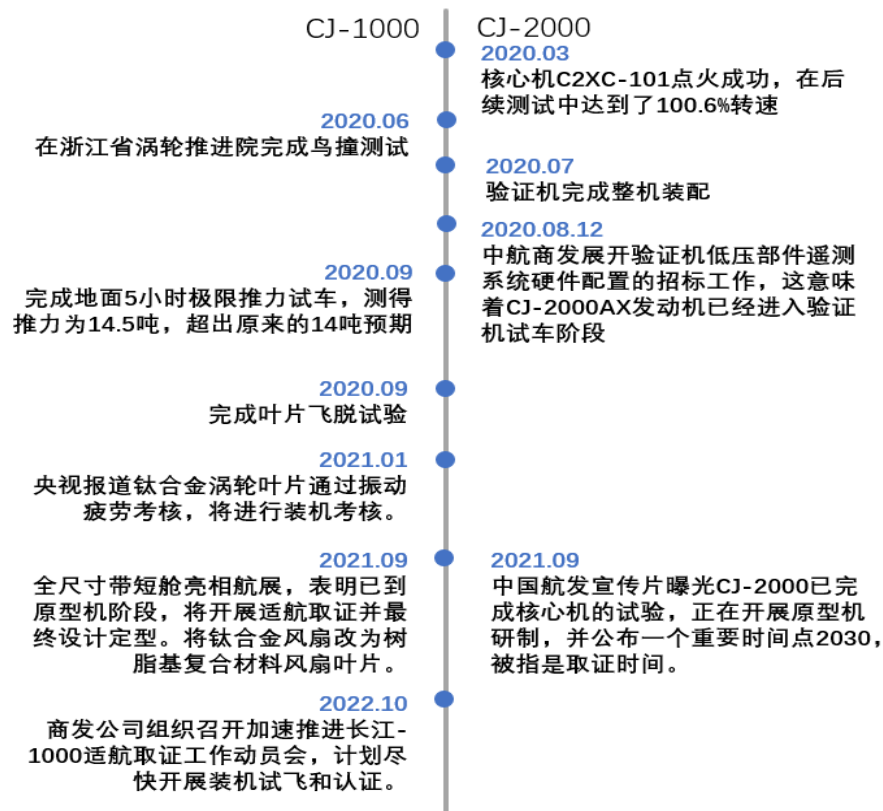 CJ-1000
CJ-2000
2020.03
核心机C2XC-101点火成功，在后
续测试中达到了100.6%转速
2020.06
在浙江省涡轮推进院完成鸟撞测试
2020.07
验证机完成整机装配
2020.08.12
中航商发展开验证机低压部件遥测
系统硬件配置的招标工作，这意味
着CJ-2000AX发动机已经进入验证
机试车阶段
2020.09
完成地面5小时极限推力试车，测得
推力为14.5吨，超出原来的14吨预期
2020.09
完成叶片飞脱试验
2021.01
央视报道钛合金涡轮叶片通过振动
疲劳考核，将进行装机考核。
2021.09
全尺寸带短舱亮相航展，表明已到
原型机阶段，将开展适航取证并最
终设计定型。将钛合金风扇改为树
脂基复合材料风扇叶片。
2021.09
中国航发宣传片曝光CJ-2000已完
成核心机的试验，正在开展原型机
研制，并公布一个重要时间点2030，
被指是取证时间。
2022.10
商发公司组织召开加速推进长江-
1000适航取证工作动员会，计划尽
快开展装机试飞和认证。